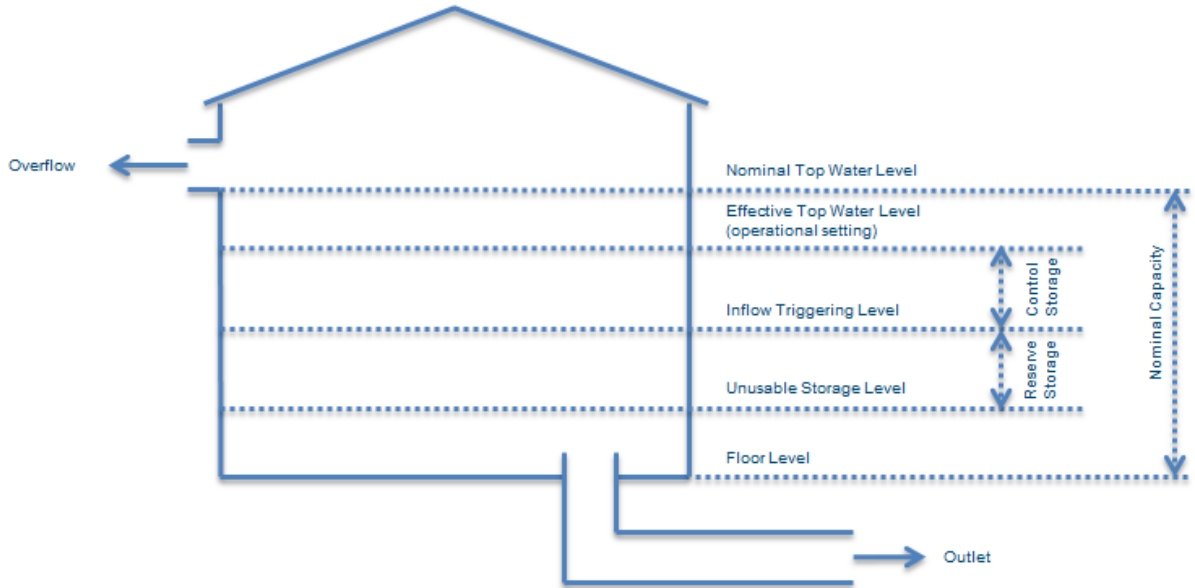 Overflow
Nominal Top Water Level
Effective Top Water Level
(operational setting)
Control
Storage
Inflow Triggering Level
Nominal Capacity
Reserve
Storage
Unusable Storage Level
Floor Level
Outlet